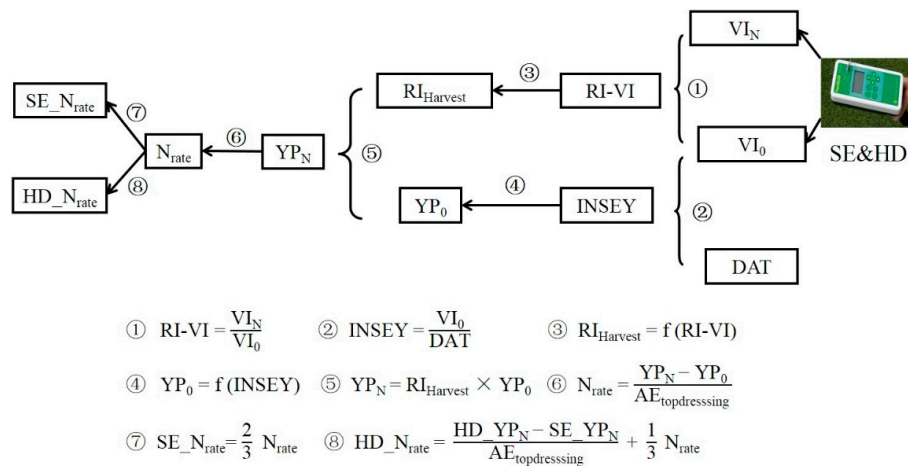 VI_N
SE_N_rate
⑦
RI_Harvest
③
RI-VI
①
N_rate
⑥
YP_N
⑤
VI_0
SE&HD
HD_N_rate
⑧
YP_0
④
INSEY
②
DAT
① RI-VI = VI_N / VI_0 ② INSEY = VI_0 / DAT ③ RI_Harvest = f (RI-VI)
④ YP_0 = f (INSEY) ⑤ YP_N = RI_Harvest × YP_0 ⑥ N_rate = YP_N − YP_0 / AE_topdresssing
⑦ SE_N_rate = 2/3 N_rate ⑧ HD_N_rate = HD_YP_N − SE_YP_N / AE_topdresssing + 1/3 N_rate